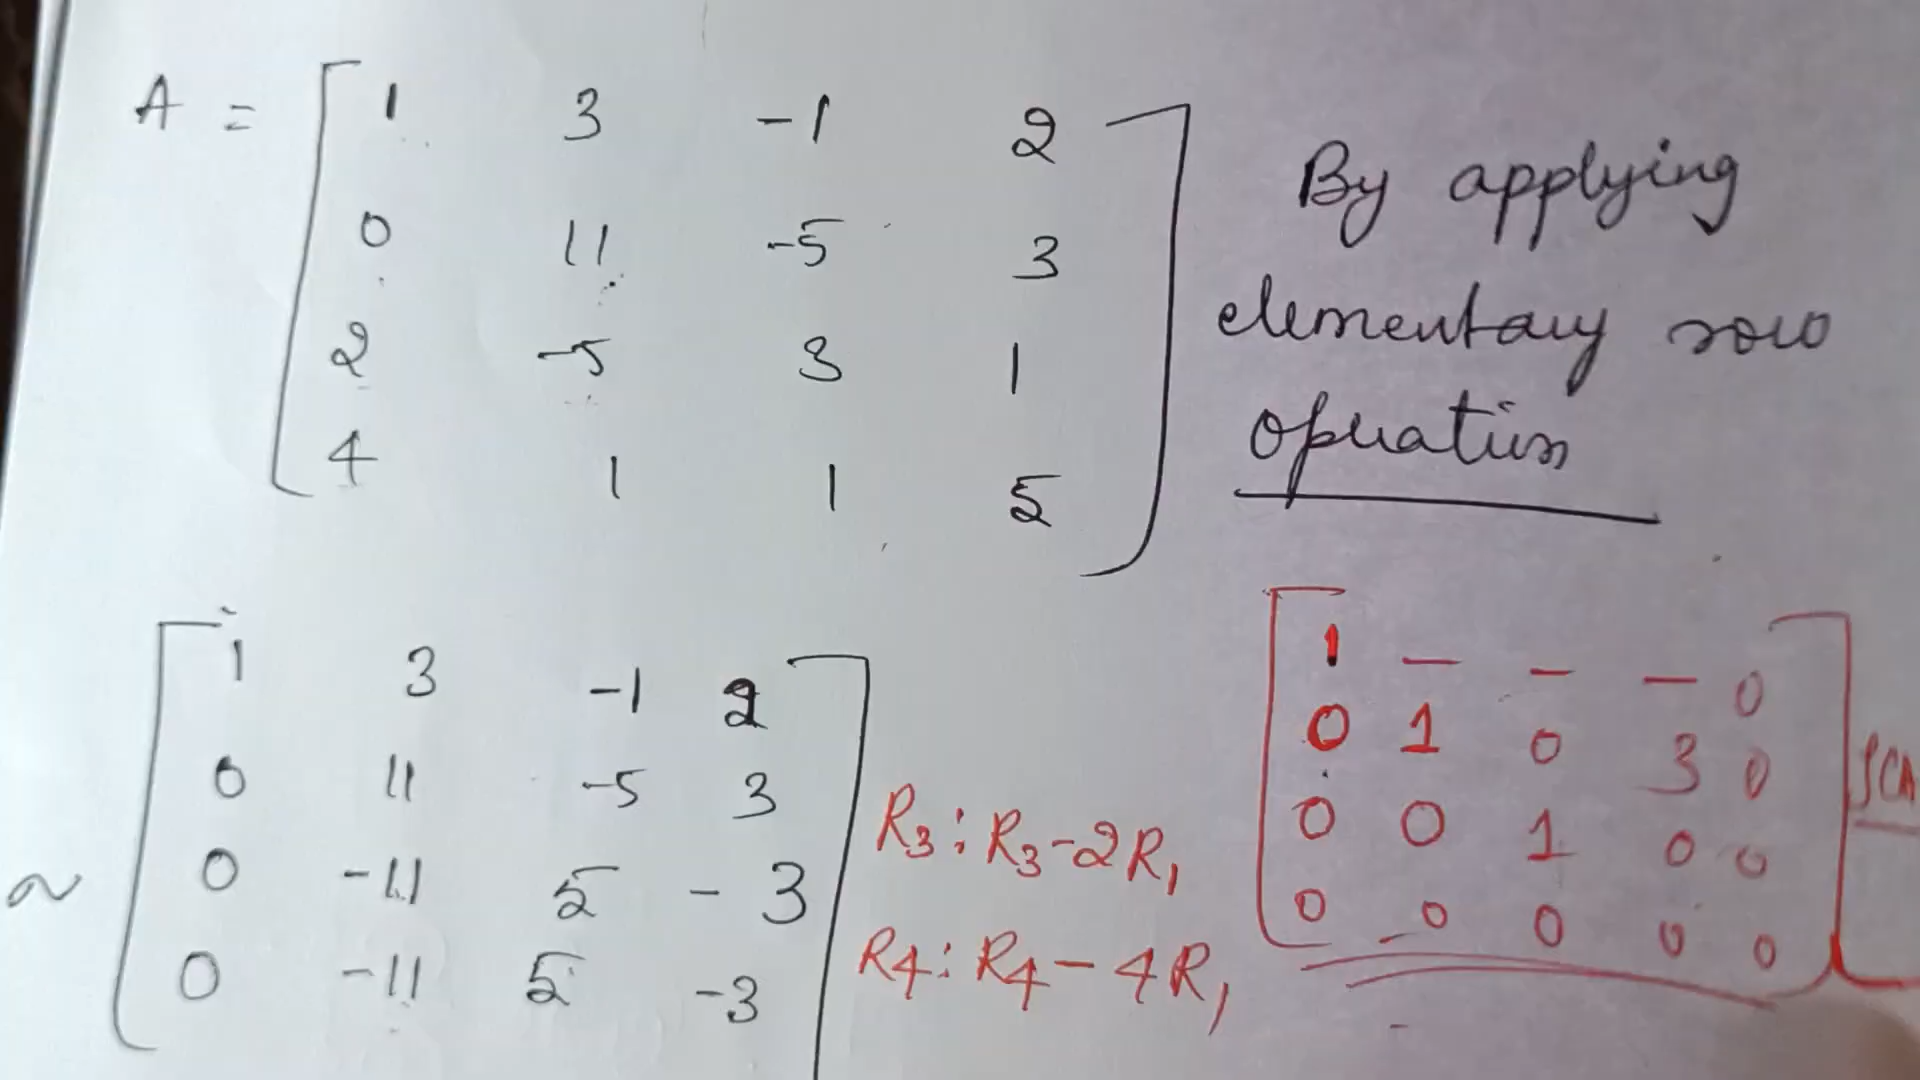 A = [ 1 3 -1 2
0 11 -5 3
2 -5 3 1
4 1 1 5 ]
By applying
elementary row
operation
~ [ 1 3 -1 2
0 11 -5 3
0 -11 5 -3
0 -11 5 -3
R3 : R3 - 2R1
R4 : R4 - 4R1
[ 1 — — — 0
0 1 0 3 0
0 0 1 0 0
0 0 0 0 0 ]